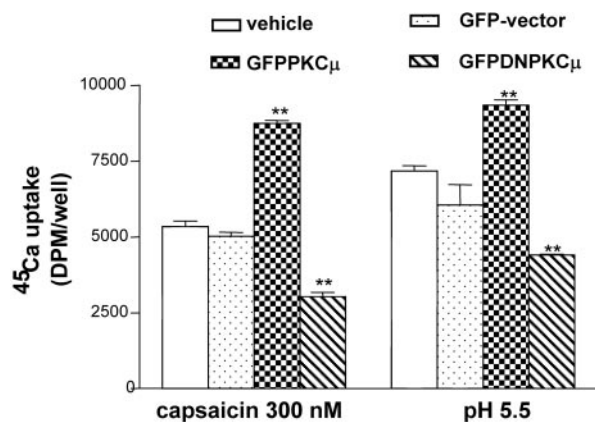 vehicle GFP-vector
GFPPKCμ GFPDNPKCμ
10000
7500
5000
2500
0
45Ca uptake
(DPM/well)
**
**
**
**
capsaicin 300 nM pH 5.5